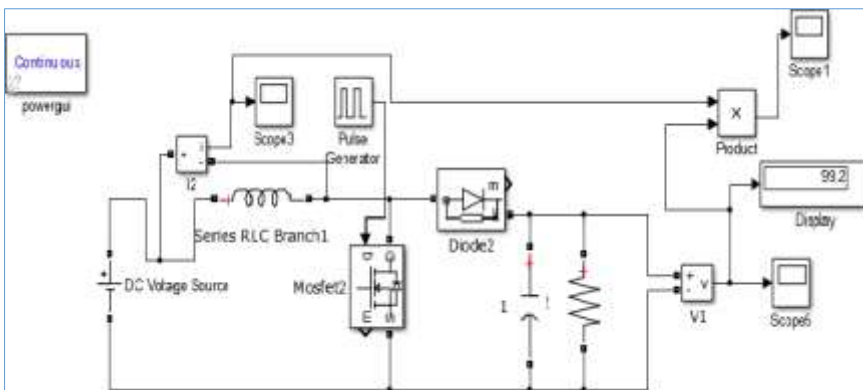 Continuous
powergui
Scope1
Scope3
Pulse
Generator
I2
X
Product
99.2
Display
m
Diode2
Series RLC Branch1
DC Voltage Source
Mosfet2
D
G
m
S
+
-
v
V1
Scope5